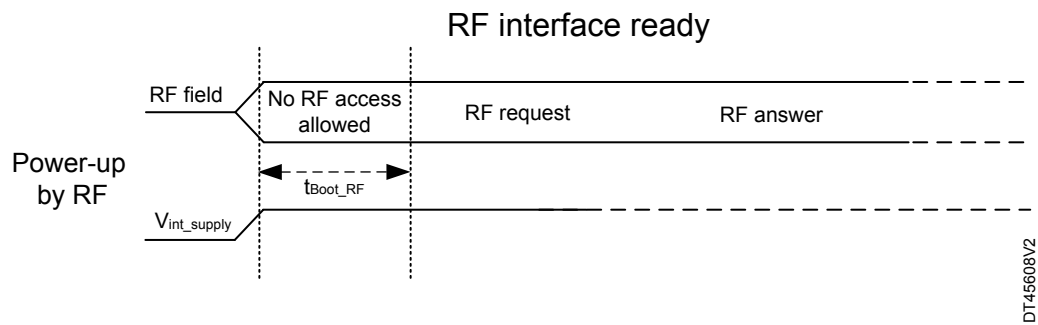 RF interface ready
RF field
No RF access
allowed
RF request
RF answer
Power-up
by RF
tBoot_RF
Vint_supply
DT45608V2